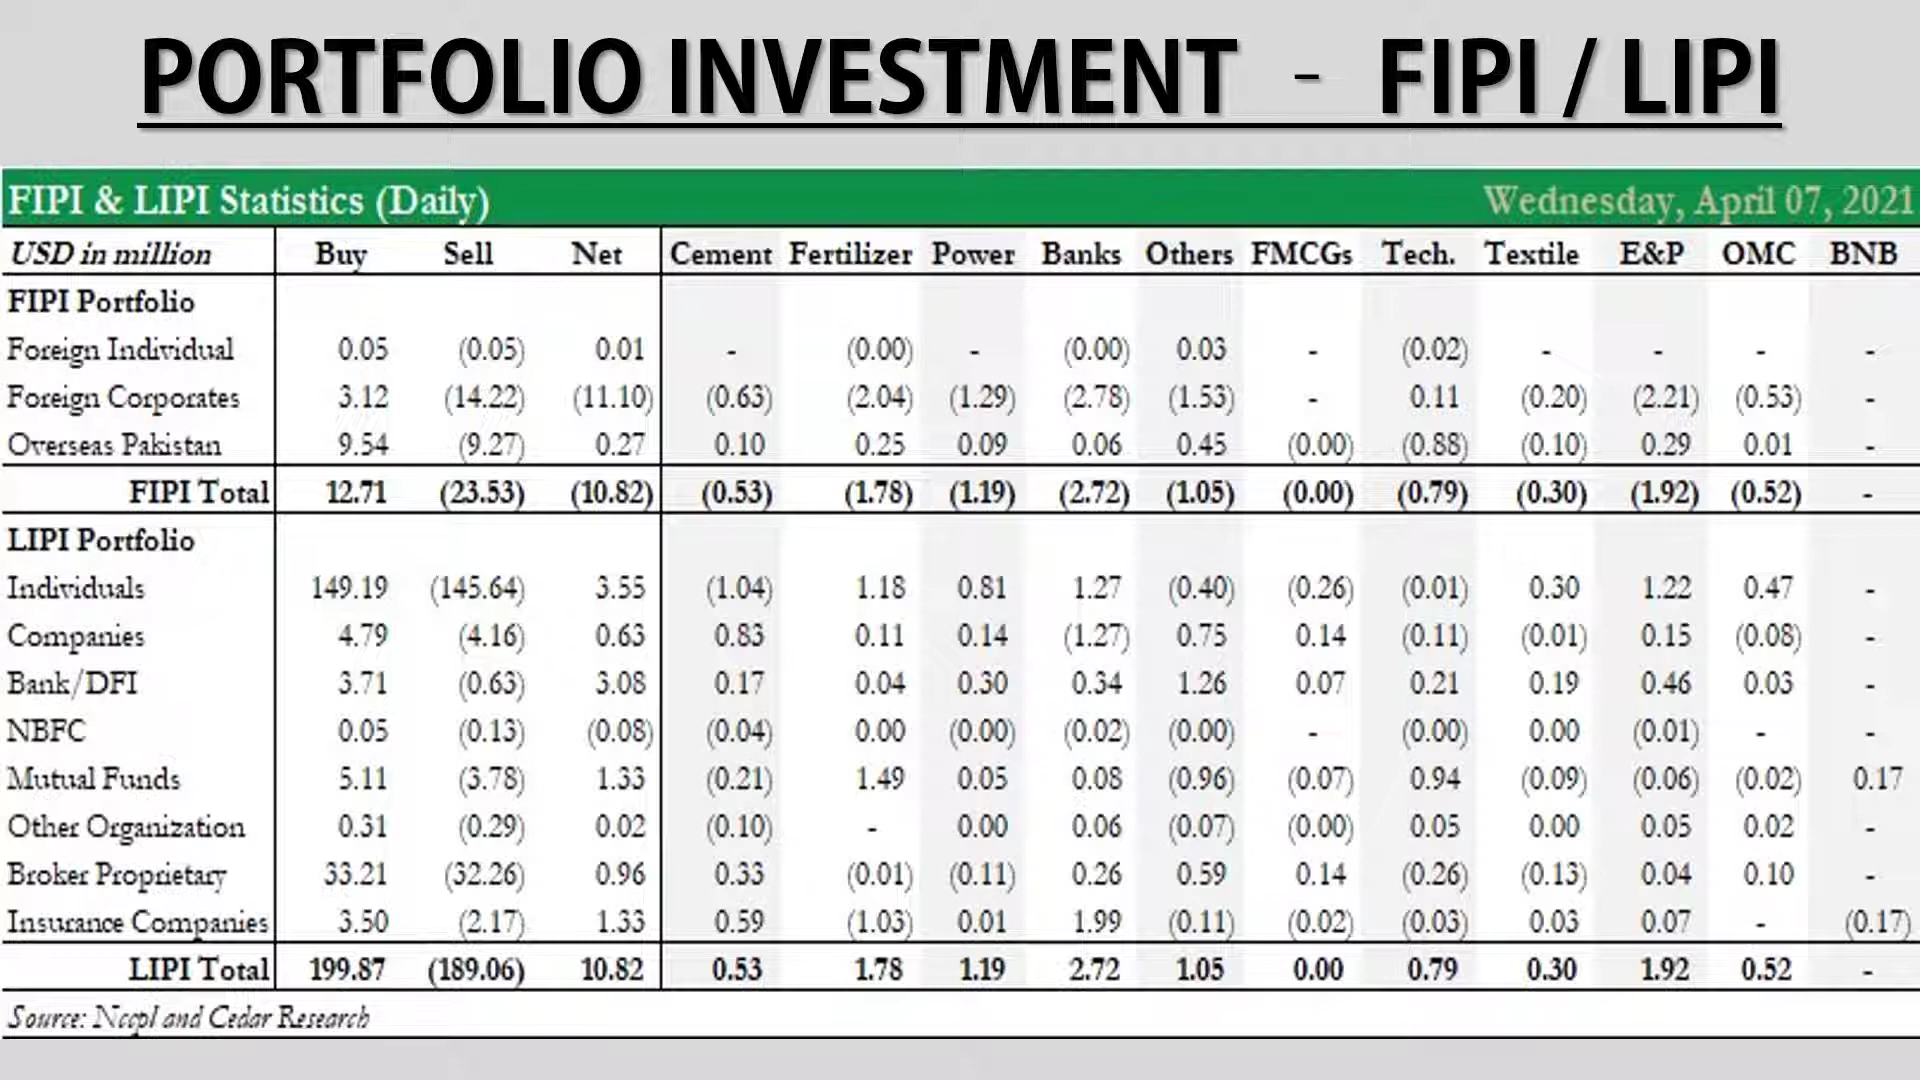 PORTFOLIO INVESTMENT - FIPI / LIPI
FIPI & LIPI Statistics (Daily) Wednesday, April 07, 2021
USD in million Buy Sell Net Cement Fertilizer Power Banks Others FMCGs Tech. Textile E&P OMC BNB
FIPI Portfolio
Foreign Individual 0.05 (0.05) 0.01 - (0.00) - (0.00) 0.03 - (0.02) - - - -
Foreign Corporates 3.12 (14.22) (11.10) (0.63) (2.04) (1.29) (2.78) (1.53) - 0.11 (0.20) (2.21) (0.53) -
Overseas Pakistan 9.54 (9.27) 0.27 0.10 0.25 0.09 0.06 0.45 (0.00) (0.88) (0.10) 0.29 0.01 -
FIPI Total 12.71 (23.53) (10.82) (0.53) (1.78) (1.19) (2.72) (1.05) (0.00) (0.79) (0.30) (1.92) (0.52) -
LIPI Portfolio
Individuals 149.19 (145.64) 3.55 (1.04) 1.18 0.81 1.27 (0.40) (0.26) (0.01) 0.30 1.22 0.47 -
Companies 4.79 (4.16) 0.63 0.83 0.11 0.14 (1.27) 0.75 0.14 (0.11) (0.01) 0.15 (0.08) -
Bank/DFI 3.71 (0.63) 3.08 0.17 0.04 0.30 0.34 1.26 0.07 0.21 0.19 0.46 0.03 -
NBFC 0.05 (0.13) (0.08) (0.04) 0.00 (0.00) (0.02) (0.00) - (0.00) 0.00 (0.01) - -
Mutual Funds 5.11 (3.78) 1.33 (0.21) 1.49 0.05 0.08 (0.96) (0.07) 0.94 (0.09) (0.06) (0.02) 0.17
Other Organization 0.31 (0.29) 0.02 (0.10) - 0.00 0.06 (0.07) (0.00) 0.05 0.00 0.05 0.02 -
Broker Proprietary 33.21 (32.26) 0.96 0.33 (0.01) (0.11) 0.26 0.59 0.14 (0.26) (0.13) 0.04 0.10 -
Insurance Companies 3.50 (2.17) 1.33 0.59 (1.03) 0.01 1.99 (0.11) (0.02) (0.03) 0.03 0.07 - (0.17)
LIPI Total 199.87 (189.06) 10.82 0.53 1.78 1.19 2.72 1.05 0.00 0.79 0.30 1.92 0.52 -
Source: Nccpl and Cedar Research